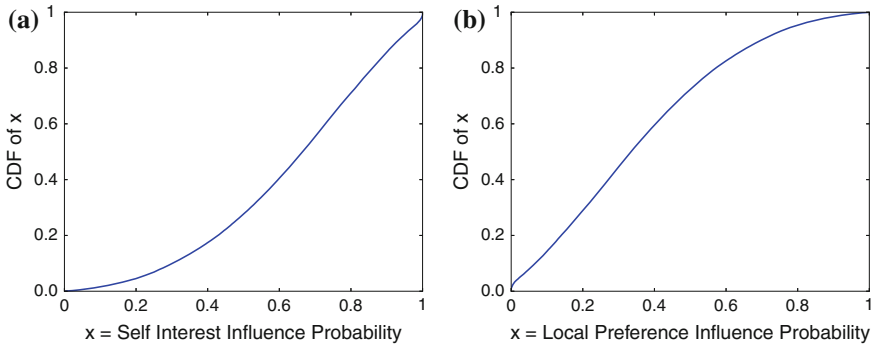 (a)
CDF of x
1
0.8
0.6
0.4
0.2
0.0
0 0.2 0.4 0.6 0.8 1
x = Self Interest Influence Probability
(b)
CDF of x
1
0.8
0.6
0.4
0.2
0.0
0 0.2 0.4 0.6 0.8 1
x = Local Preference Influence Probability